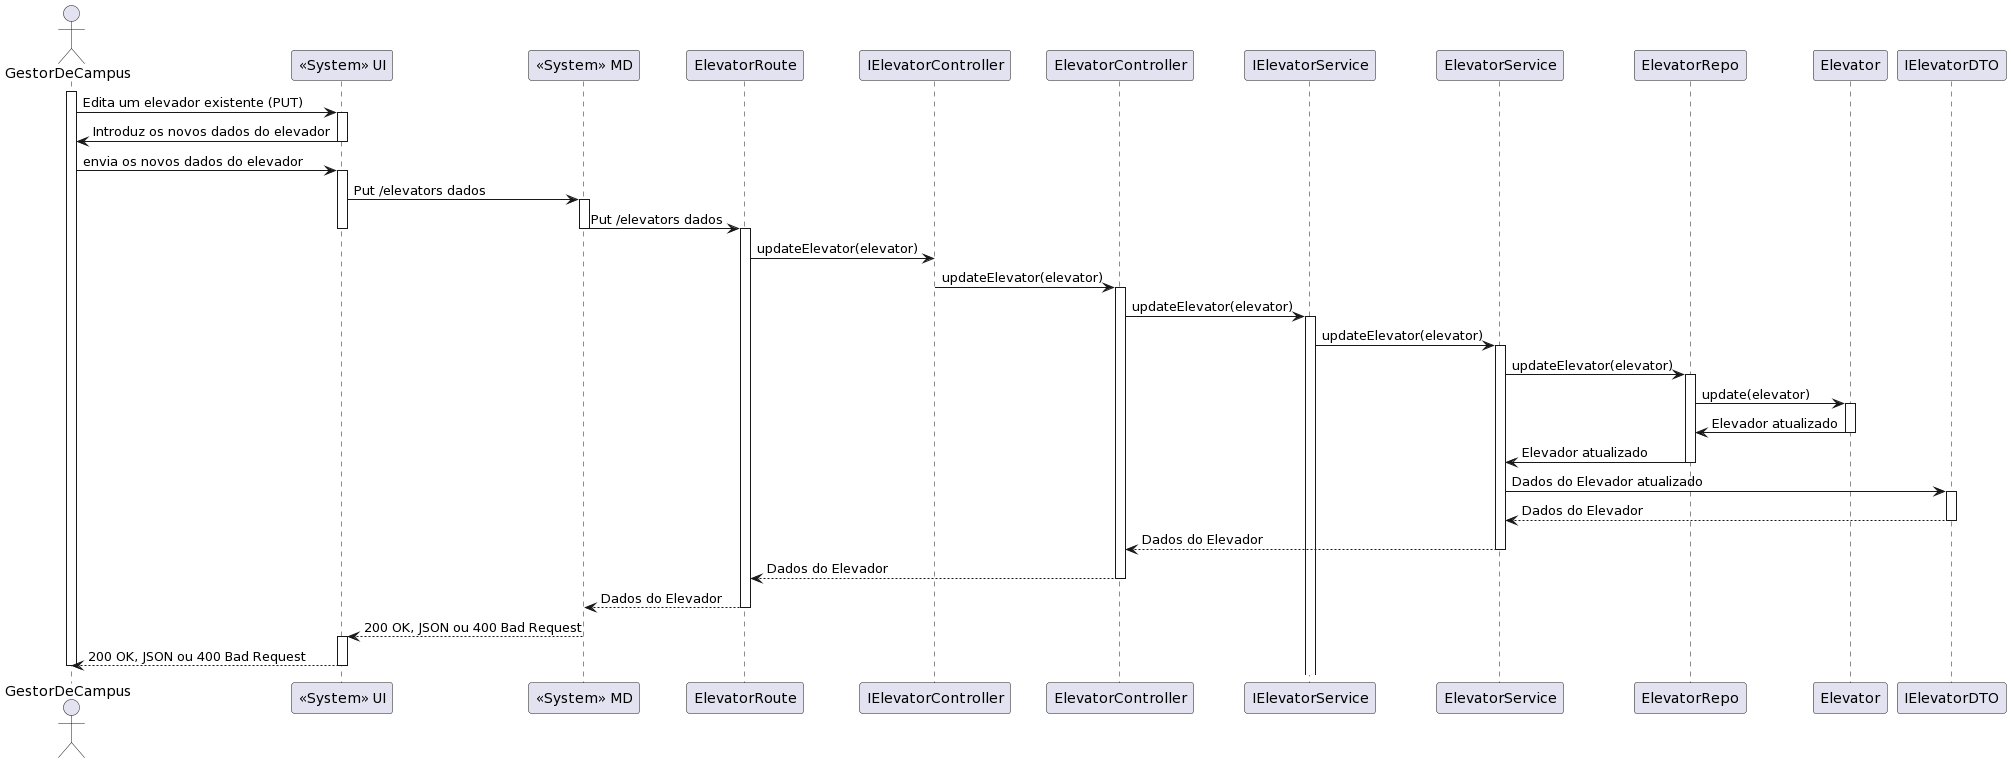 GestorDeCampus
«System» UI
«System» MD
ElevatorRoute
IElevatorController
ElevatorController
IElevatorService
ElevatorService
ElevatorRepo
Elevator
IElevatorDTO
Edita um elevador existente (PUT)
Introduz os novos dados do elevador
envia os novos dados do elevador
Put /elevators dados
Put /elevators dados
updateElevator(elevator)
updateElevator(elevator)
updateElevator(elevator)
updateElevator(elevator)
updateElevator(elevator)
update(elevator)
Elevador atualizado
Elevador atualizado
Dados do Elevador atualizado
Dados do Elevador
Dados do Elevador
Dados do Elevador
Dados do Elevador
200 OK, JSON ou 400 Bad Request
200 OK, JSON ou 400 Bad Request
GestorDeCampus
«System» UI
«System» MD
ElevatorRoute
IElevatorController
ElevatorController
IElevatorService
ElevatorService
ElevatorRepo
Elevator
IElevatorDTO